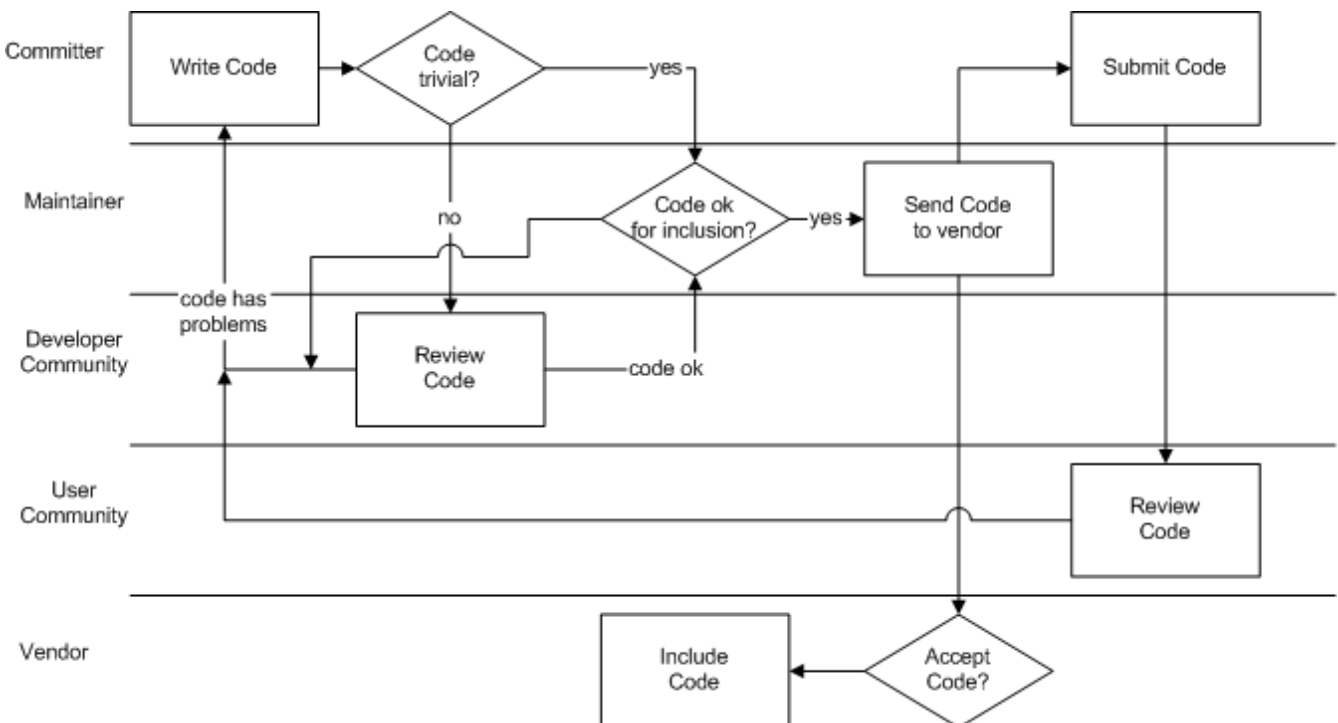 Committer
Write Code
Code
trivial?
yes
Submit Code
Maintainer
no
Code ok
for inclusion?
yes
Send Code
to vendor
code has
problems
Developer
Community
Review
Code
code ok
User
Community
Review
Code
Vendor
Include
Code
Accept
Code?